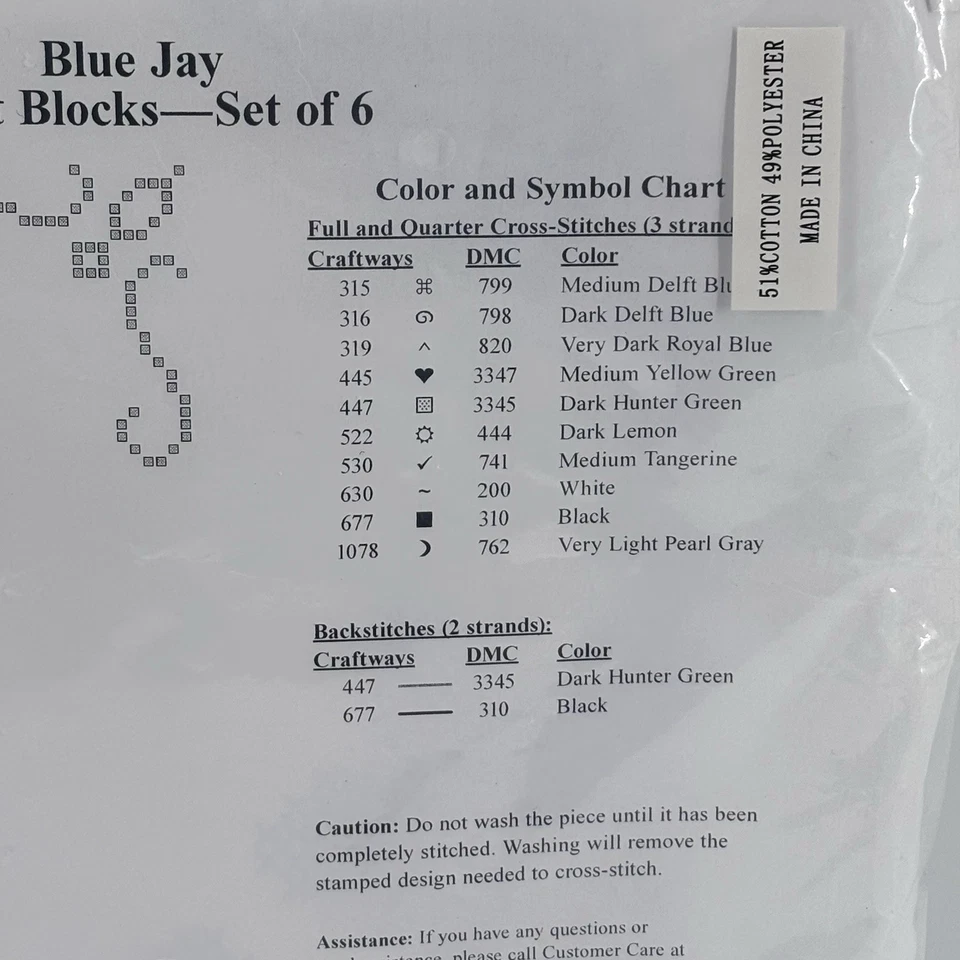 Blue Jay
Blocks—Set of 6
51%COTTON 49%POLYESTER
MADE IN CHINA
Color and Symbol Chart
Full and Quarter Cross-Stitches (3 strand
Craftways DMC Color
315 ⌘ 799 Medium Delft Blu
316 798 Dark Delft Blue
319 ^ 820 Very Dark Royal Blue
445 ♥ 3347 Medium Yellow Green
447 ▩ 3345 Dark Hunter Green
522 444 Dark Lemon
530 ✓ 741 Medium Tangerine
630 ~ 200 White
677 ■ 310 Black
1078 ☽ 762 Very Light Pearl Gray
Backstitches (2 strands):
Craftways DMC Color
447 — 3345 Dark Hunter Green
677 — 310 Black
Caution: Do not wash the piece until it has been
completely stitched. Washing will remove the
stamped design needed to cross-stitch.
Assistance: If you have any questions or
please call Customer Care at